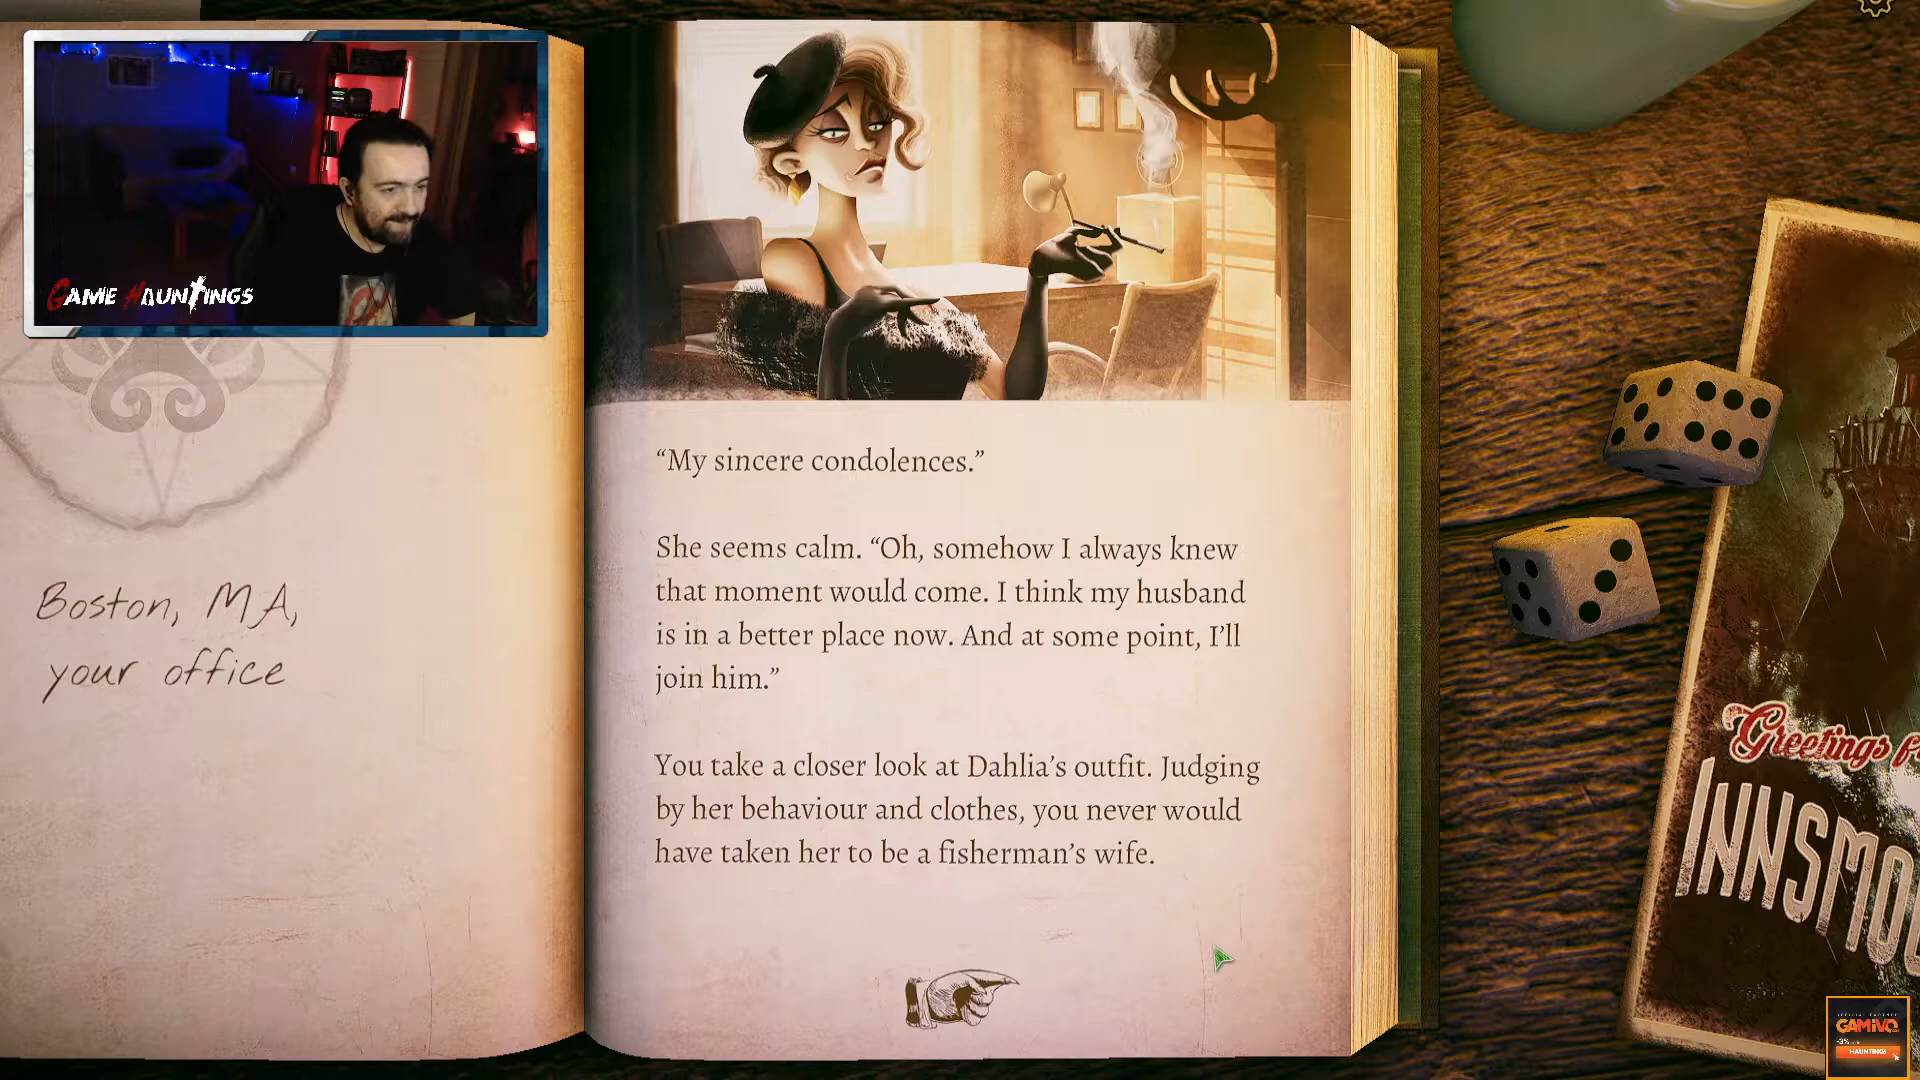 GAME HAUNTINGS
Boston, MA,
your office
“My sincere condolences.”
She seems calm. “Oh, somehow I always knew
that moment would come. I think my husband
is in a better place now. And at some point, I’ll
join him.”
You take a closer look at Dahlia’s outfit. Judging
by her behaviour and clothes, you never would
have taken her to be a fisherman’s wife.
Greetings
INNSMO
GAMIVO
-3%
HAUNTINGS